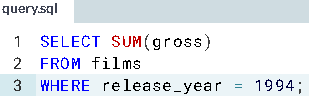 query.sql
1 SELECT SUM(gross)
2 FROM films
3 WHERE release_year = 1994;